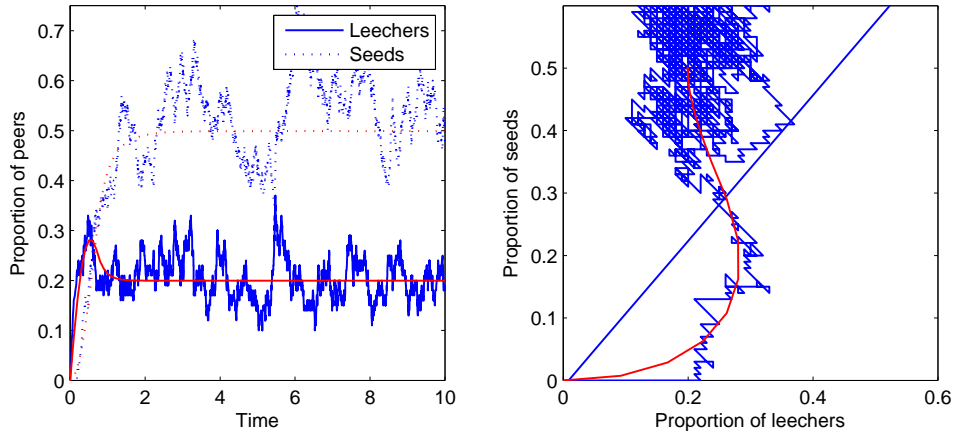 Leechers
Seeds
Proportion of peers
0.7
0.6
0.5
0.4
0.3
0.2
0.1
0
0 2 4 6 8 10
Time
Proportion of seeds
0.5
0.4
0.3
0.2
0.1
0
0 0.2 0.4 0.6
Proportion of leechers